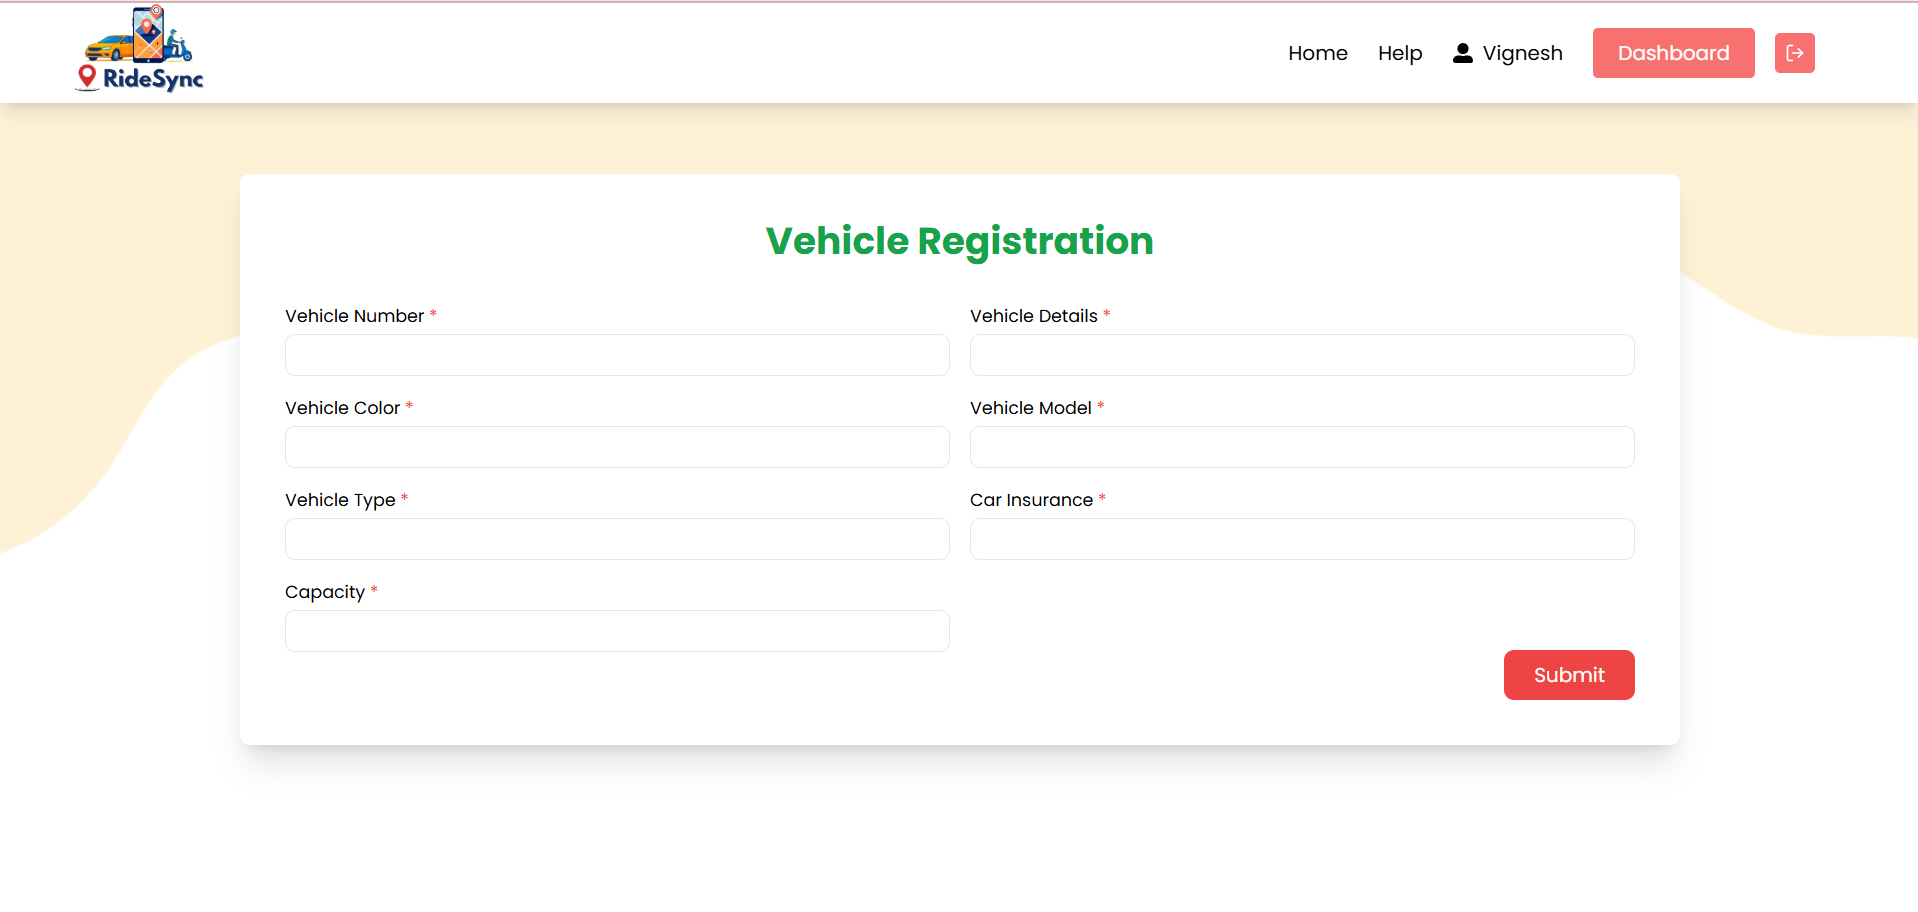 RideSync
Home Help Vignesh Dashboard
Vehicle Registration
Vehicle Number * Vehicle Details *
Vehicle Color * Vehicle Model *
Vehicle Type * Car Insurance *
Capacity *
Submit